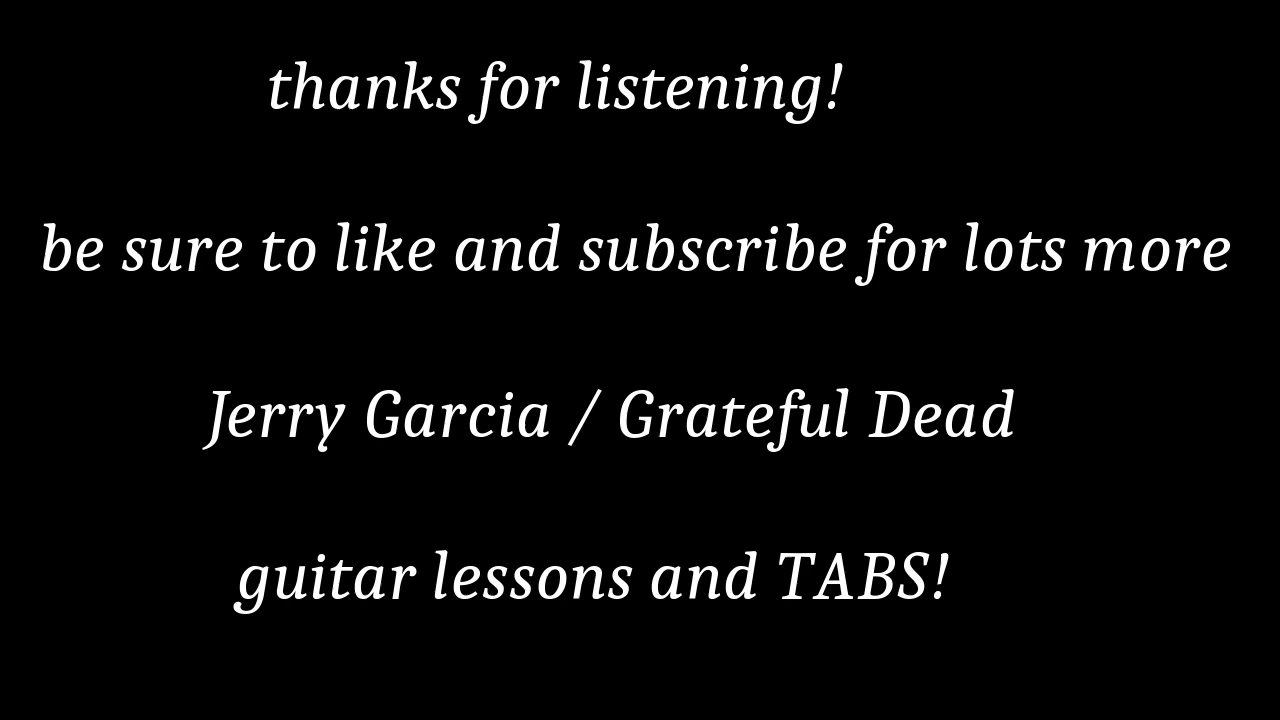 thanks for listening!
be sure to like and subscribe for lots more
Jerry Garcia / Grateful Dead
guitar lessons and TABS!